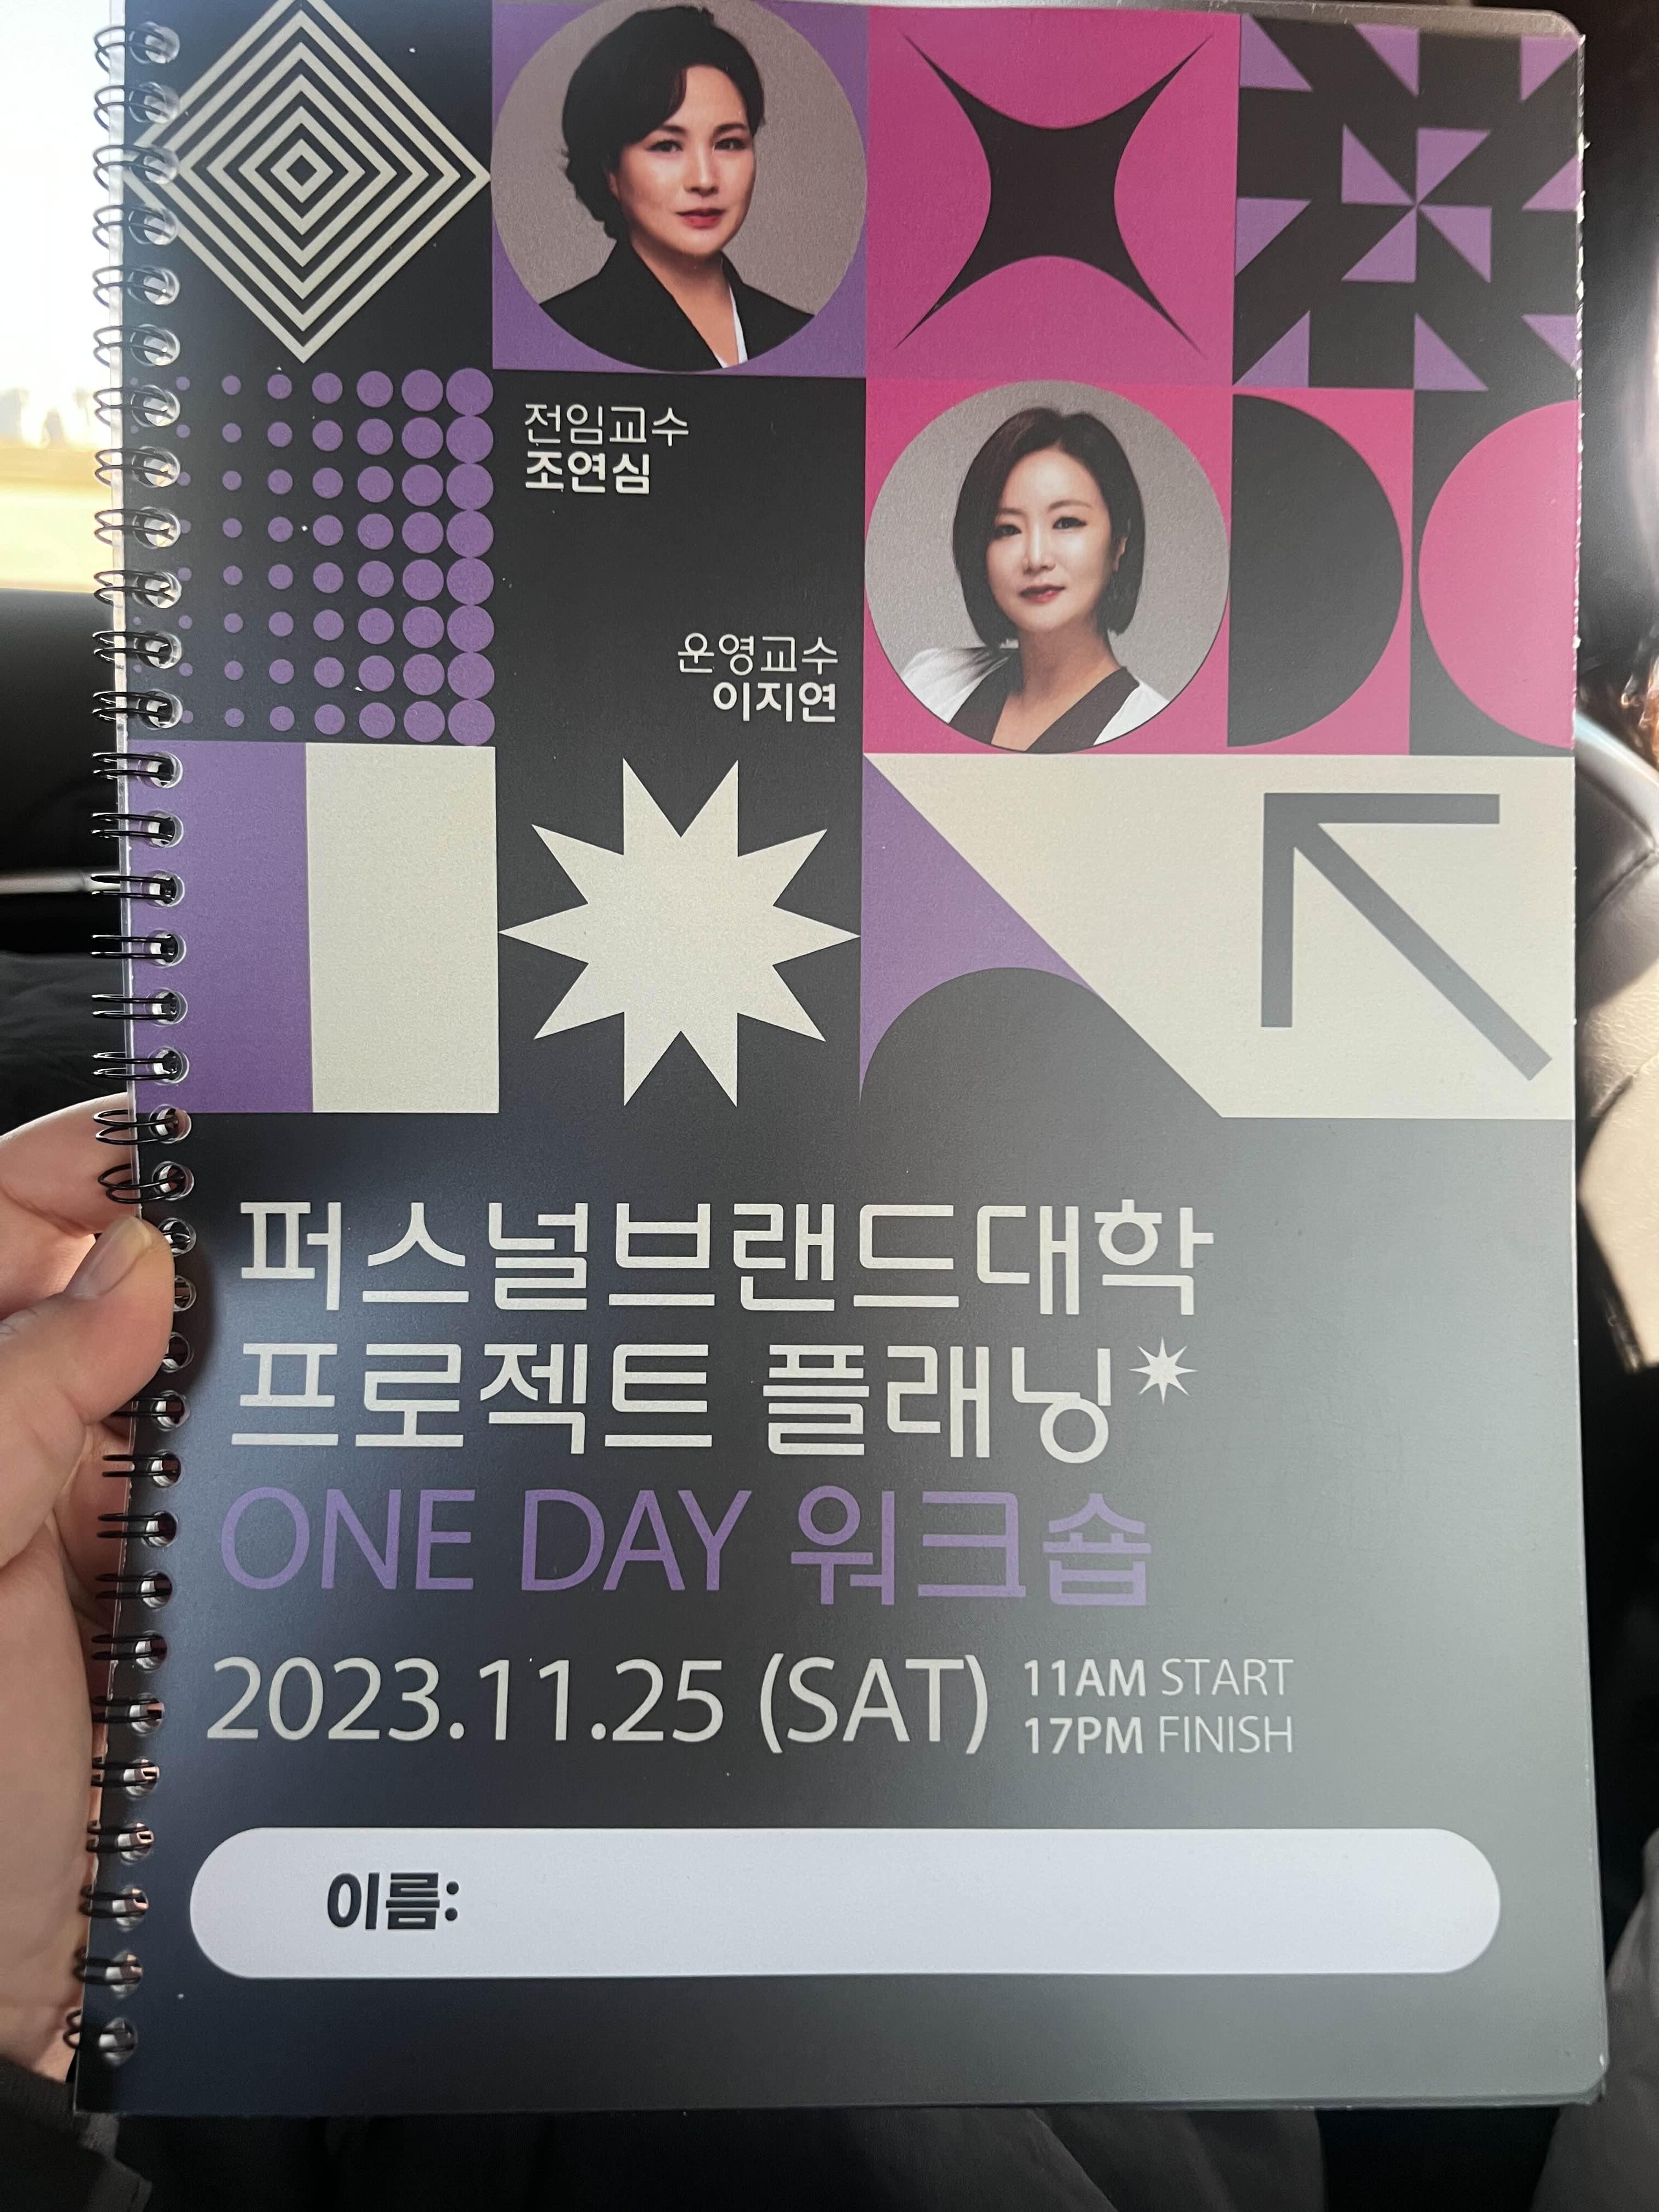 전임교수
조연심
운영교수
이지연
퍼스널브랜드대학
프로젝트 플래닝*
ONE DAY 워크숍
2023.11.25 (SAT)
11AM START
17PM FINISH
이름: